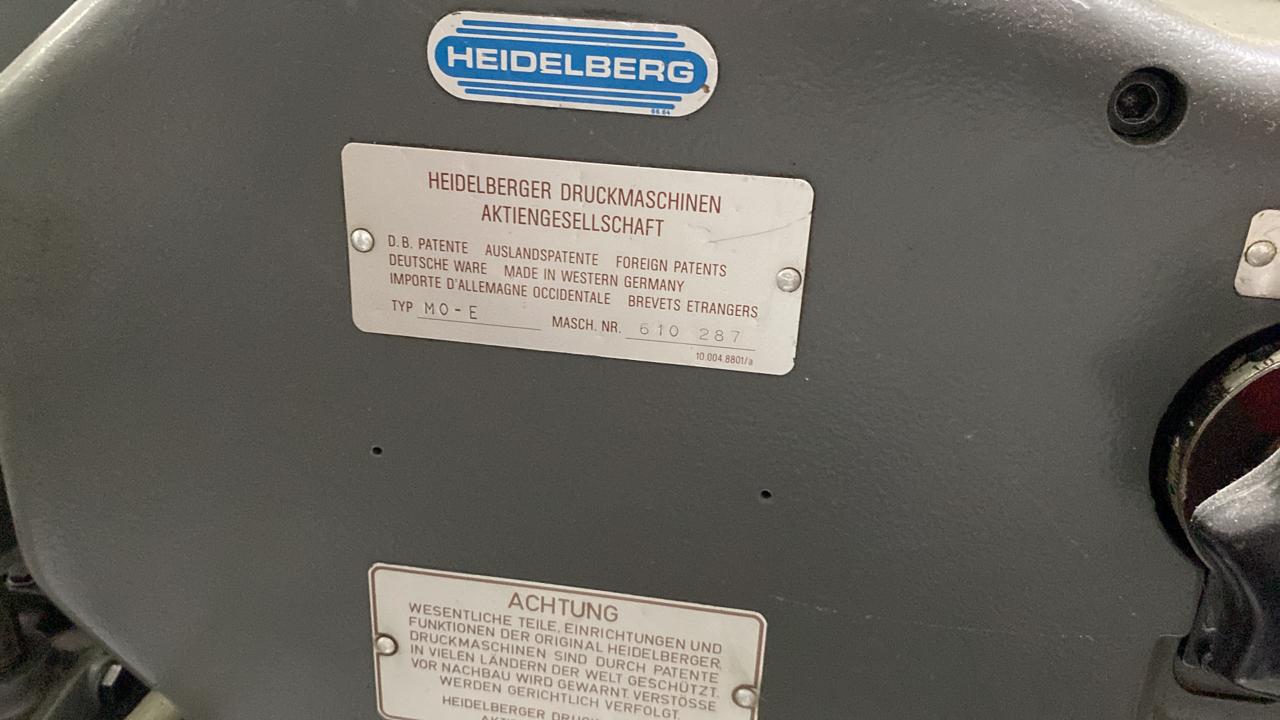 HEIDELBERG
HEIDELBERGER DRUCKMASCHINEN
AKTIENGESELLSCHAFT
D.B. PATENTE AUSLANDSPATENTE FOREIGN PATENTS
DEUTSCHE WARE MADE IN WESTERN GERMANY
IMPORTE D'ALLEMAGNE OCCIDENTALE BREVETS ETRANGERS
TYP MO-E MASCH. NR. 610 287
10.004.8801/a
ACHTUNG
WESENTLICHE TEILE, EINRICHTUNGEN UND
FUNKTIONEN DER ORIGINAL HEIDELBERGER
DRUCKMASCHINEN SIND DURCH PATENTE
IN VIELEN LÄNDERN DER WELT GESCHÜTZT.
VOR NACHBAU WIRD GEWARNT. VERSTÖSSE
WERDEN GERICHTLICH VERFOLGT.
HEIDELBERGER